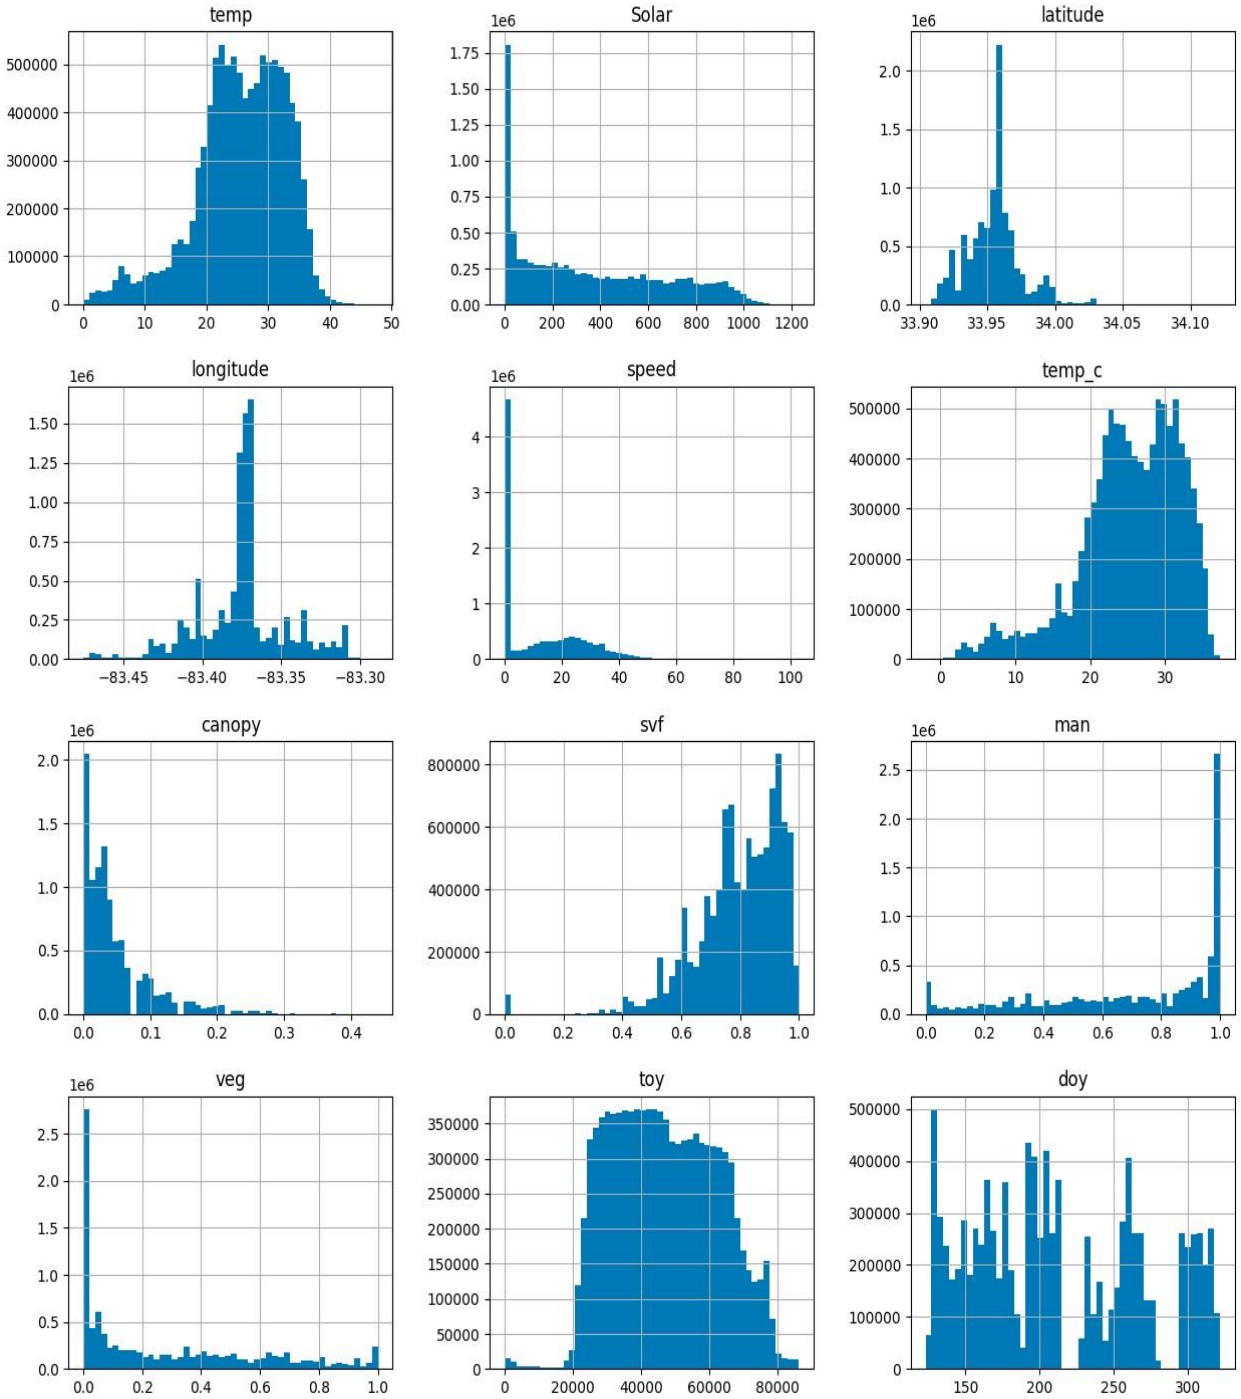 temp
Solar
latitude
1e6
1e6
500000
400000
300000
200000
100000
0
0 10 20 30 40 50
1.75
1.50
1.25
1.00
0.75
0.50
0.25
0.00
0 200 400 600 800 1000 1200
2.0
1.5
1.0
0.5
0.0
33.90 33.95 34.00 34.05 34.10
longitude
speed
temp_c
1e6
1e6
1.50
1.25
1.00
0.75
0.50
0.25
0.00
−83.45 −83.40 −83.35 −83.30
4
3
2
1
0
0 20 40 60 80 100
500000
400000
300000
200000
100000
0
0 10 20 30
canopy
svf
man
1e6
1e6
2.0
1.5
1.0
0.5
0.0
0.0 0.1 0.2 0.3 0.4
800000
600000
400000
200000
0
0.0 0.2 0.4 0.6 0.8 1.0
2.5
2.0
1.5
1.0
0.5
0.0
0.0 0.2 0.4 0.6 0.8 1.0
veg
toy
doy
1e6
2.5
2.0
1.5
1.0
0.5
0.0
0.0 0.2 0.4 0.6 0.8 1.0
350000
300000
250000
200000
150000
100000
50000
0
0 20000 40000 60000 80000
500000
400000
300000
200000
100000
0
150 200 250 300